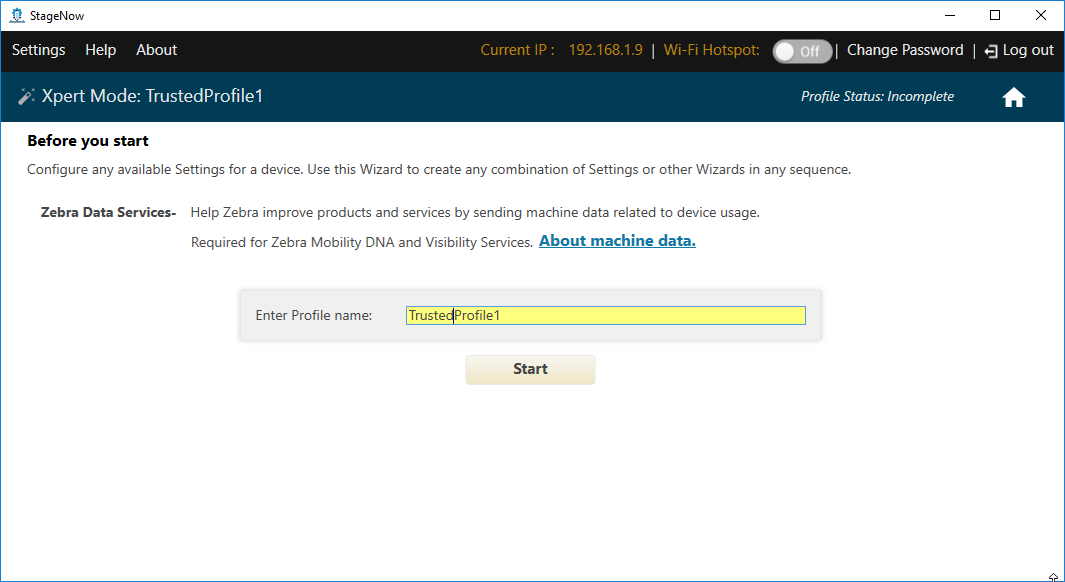 StageNow
Settings Help About Current IP : 192.168.1.9 | Wi-Fi Hotspot: Off | Change Password | Log out
Xpert Mode: TrustedProfile1 Profile Status: Incomplete
Before you start
Configure any available Settings for a device. Use this Wizard to create any combination of Settings or other Wizards in any sequence.
Zebra Data Services- Help Zebra improve products and services by sending machine data related to device usage.
Required for Zebra Mobility DNA and Visibility Services. About machine data.
Enter Profile name: TrustedProfile1
Start